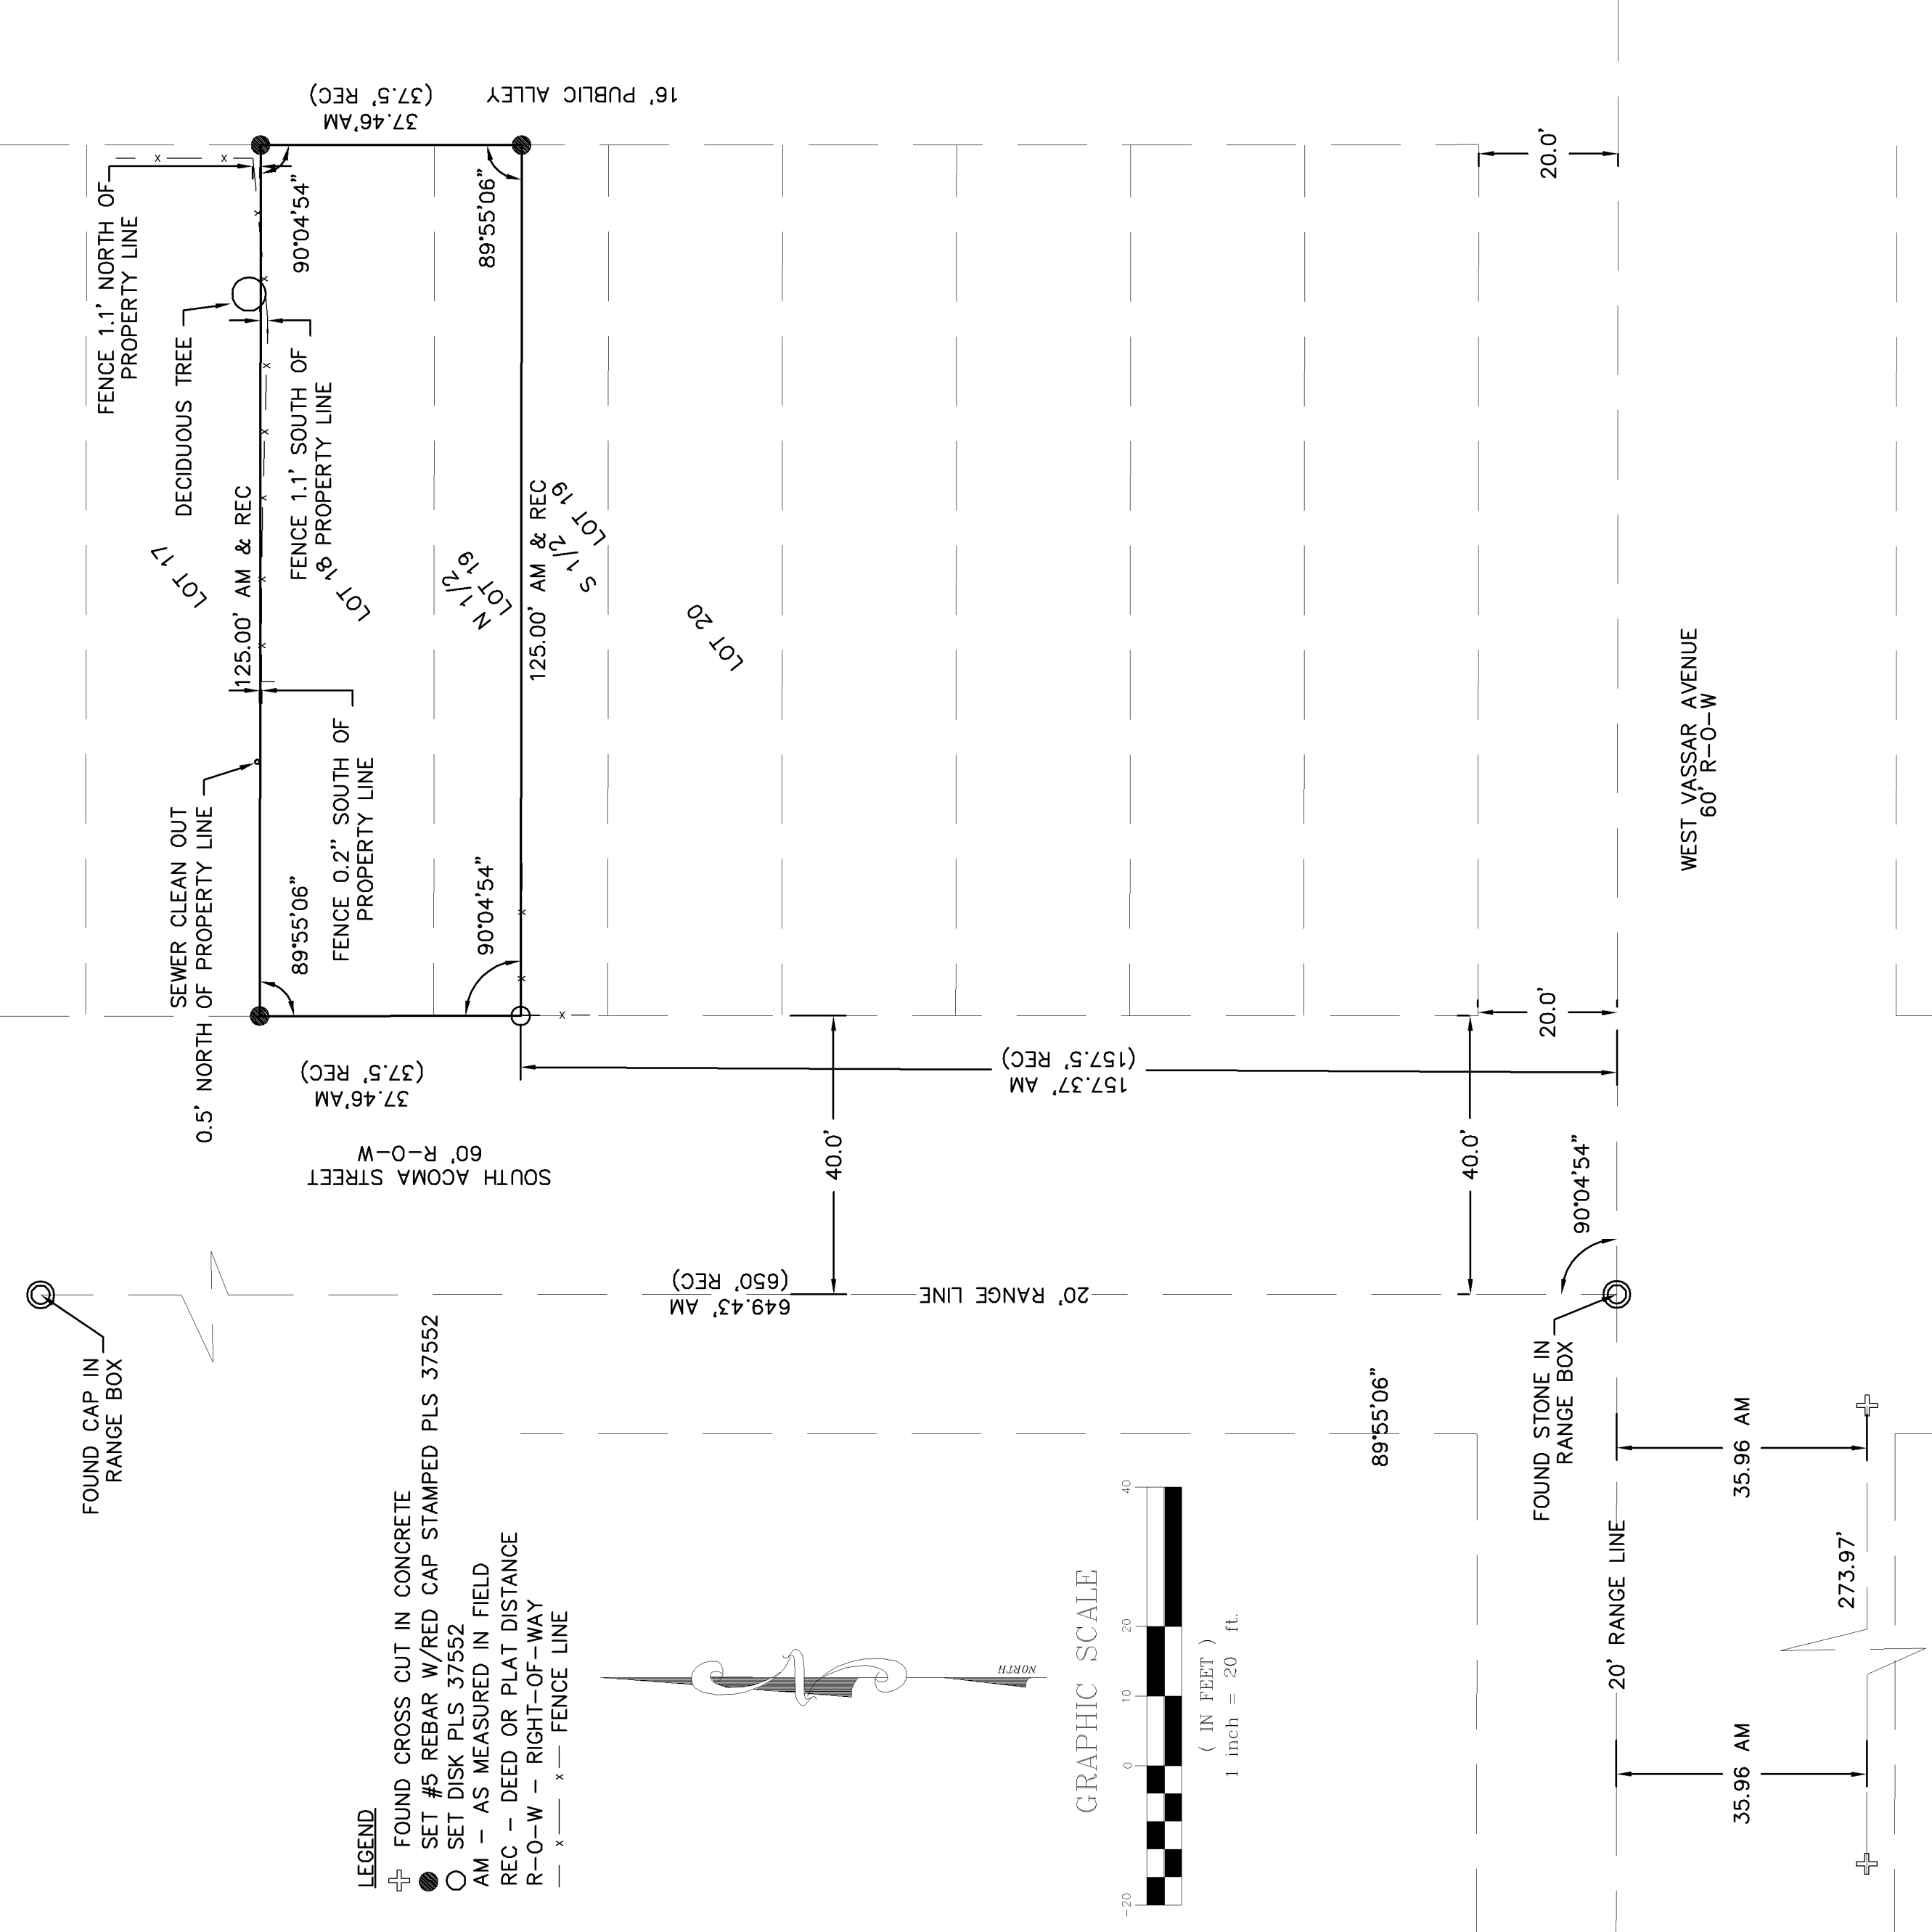 16' PUBLIC ALLEY
37.46'AM
(37.5' REC)
FENCE 1.1' NORTH OF
PROPERTY LINE
DECIDUOUS TREE
90°04'54"
89°55'06"
FENCE 1.1' SOUTH OF
PROPERTY LINE
LOT 17
125.00' AM & REC
LOT 18
N 1/2
LOT 19
125.00' AM & REC
S 1/2
LOT 19
LOT 20
SEWER CLEAN OUT
0.5' NORTH OF PROPERTY LINE
FENCE 0.2" SOUTH OF
PROPERTY LINE
89°55'06"
90°04'54"
37.46'AM
(37.5' REC)
SOUTH ACOMA STREET
60' R-O-W
157.37' AM
(157.5' REC)
20.0'
20.0'
40.0'
40.0'
WEST VASSAR AVENUE
60' R-O-W
90°04'54"
649.43' AM
(650' REC)
20' RANGE LINE
FOUND CAP IN
RANGE BOX
FOUND STONE IN
RANGE BOX
89°55'06"
20' RANGE LINE
35.96 AM
35.96 AM
273.97'
LEGEND
FOUND CROSS CUT IN CONCRETE
SET #5 REBAR W/RED CAP STAMPED PLS 37552
SET DISK PLS 37552
AM - AS MEASURED IN FIELD
REC - DEED OR PLAT DISTANCE
R-O-W - RIGHT-OF-WAY
x x FENCE LINE
NORTH
GRAPHIC SCALE
-20 0 10 20 40
( IN FEET )
1 inch = 20 ft.